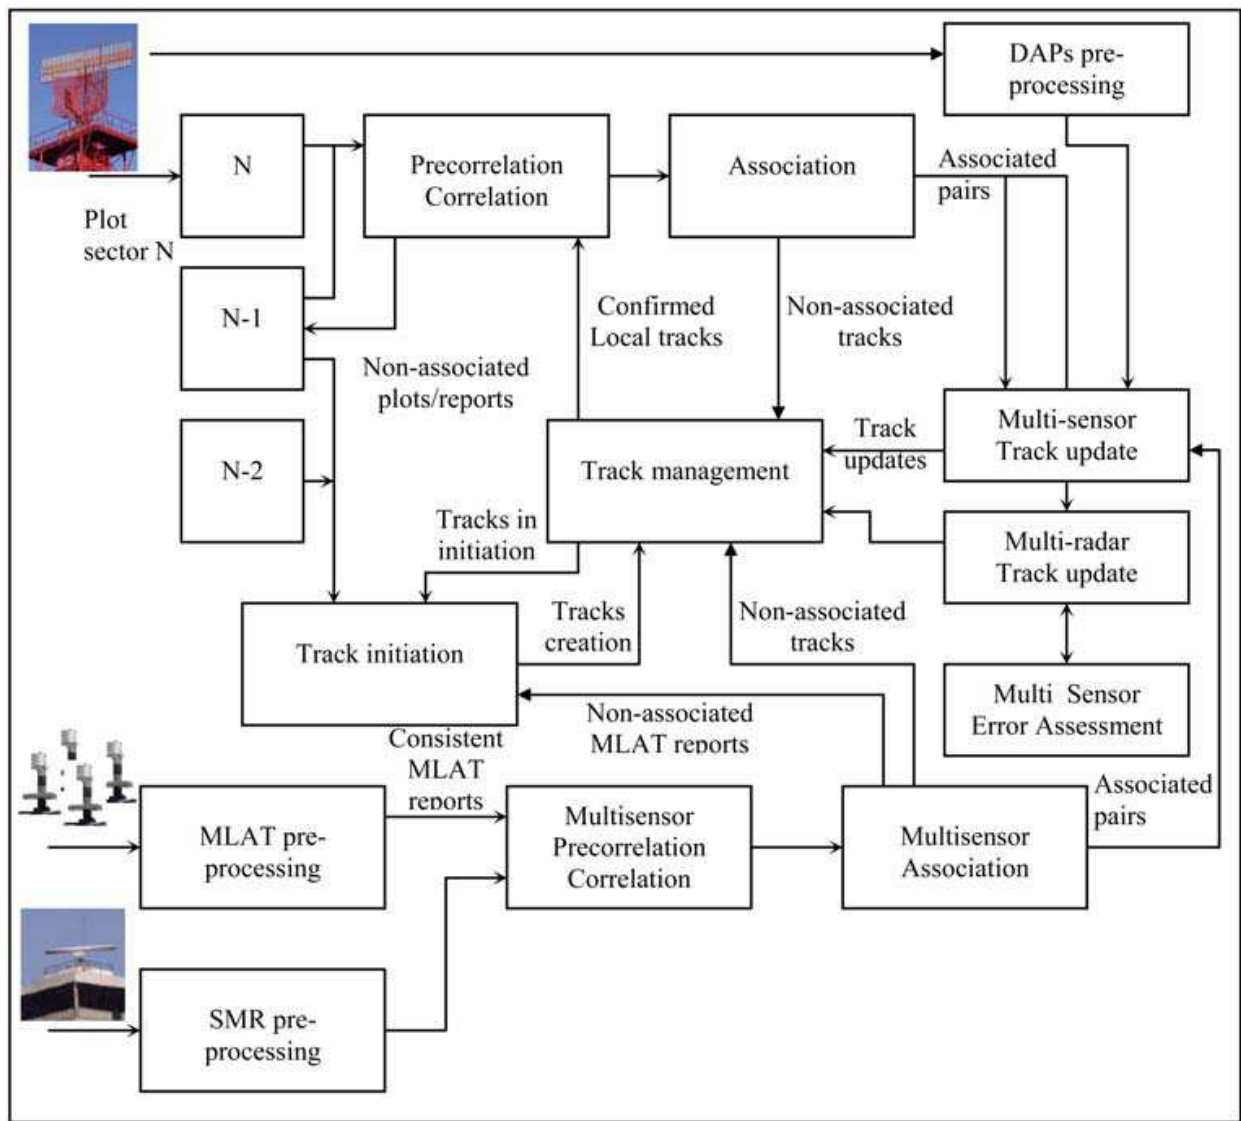 DAPs pre-
processing
N
Precorrelation
Correlation
Association
Associated
pairs
Plot
sector N
N-1
Confirmed
Local tracks
Non-associated
tracks
Non-associated
plots/reports
N-2
Track management
Track
updates
Multi-sensor
Track update
Tracks in
initiation
Multi-radar
Track update
Track initiation
Tracks
creation
Non-associated
tracks
Multi Sensor
Error Assessment
Non-associated
MLAT reports
Consistent
MLAT
reports
Associated
pairs
MLAT pre-
processing
Multisensor
Precorrelation
Correlation
Multisensor
Association
SMR pre-
processing